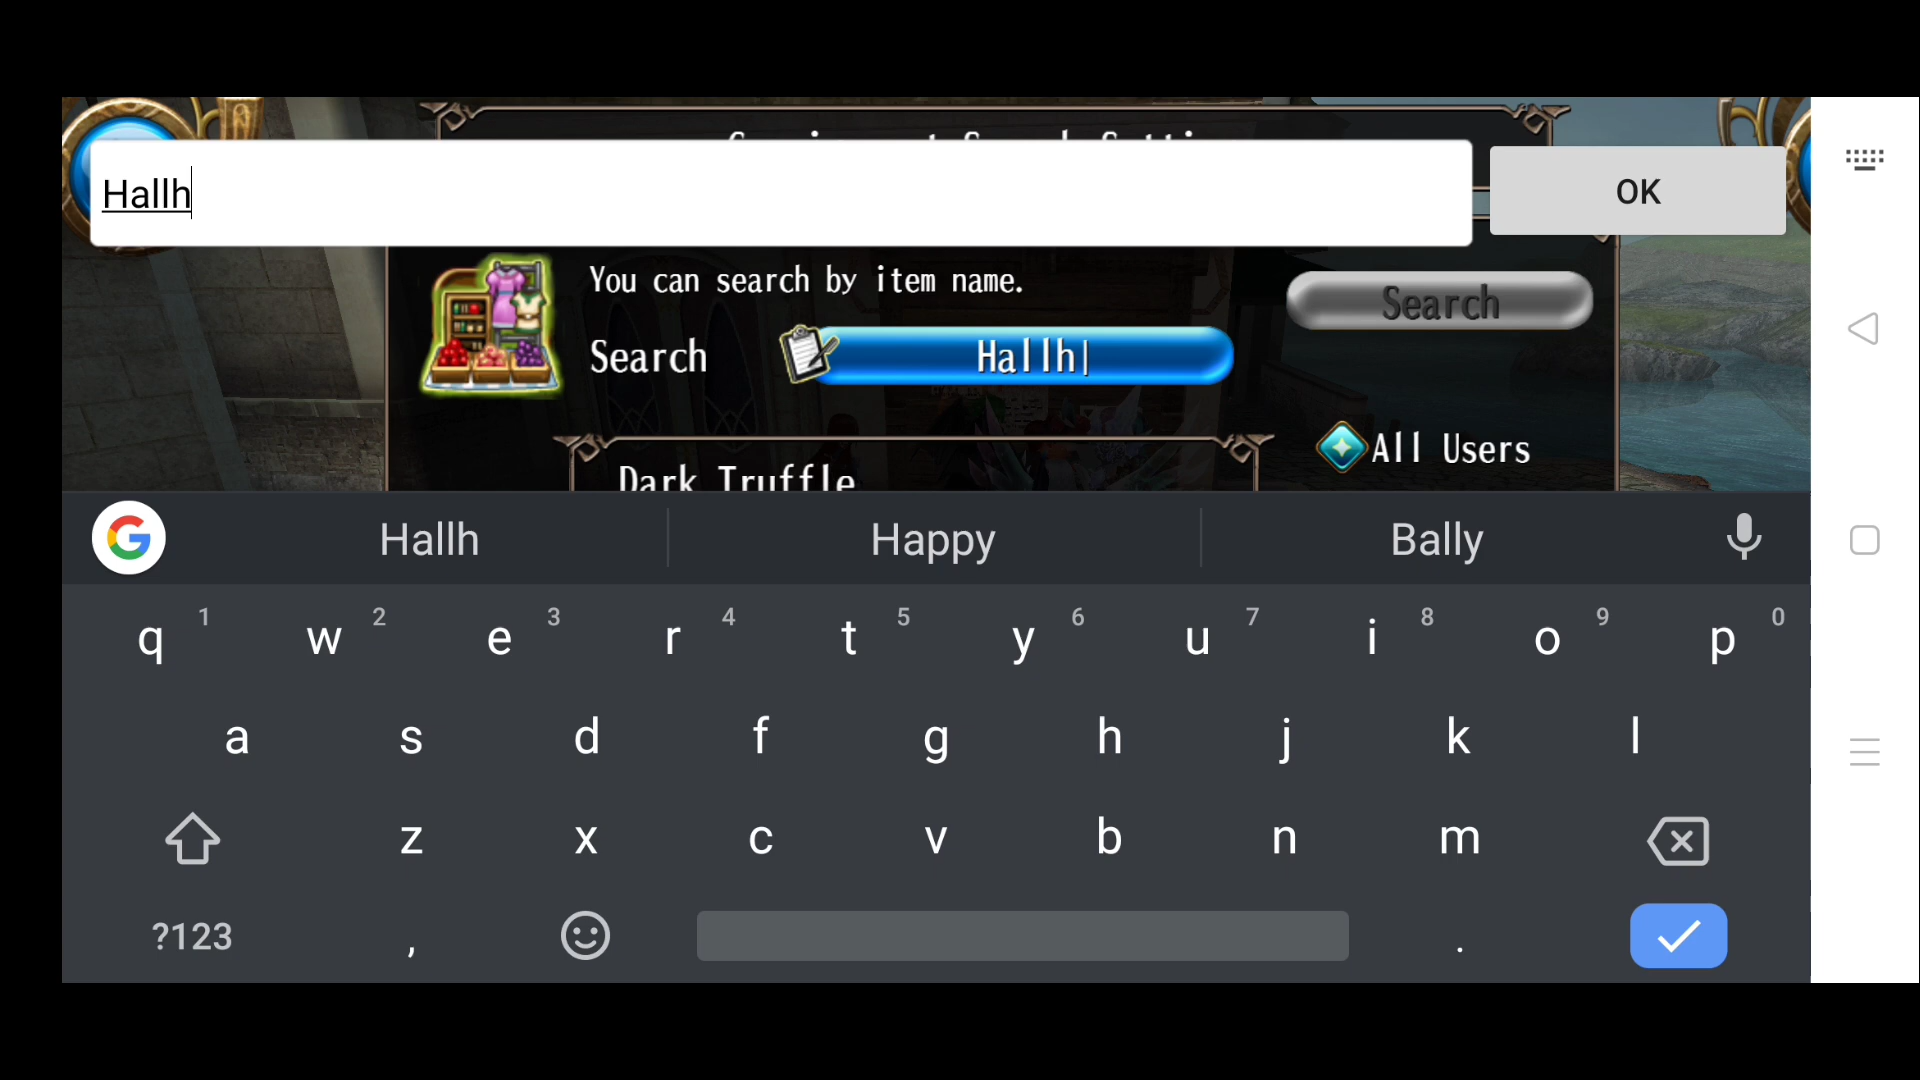 Hallh
OK
You can search by item name.
Search
Search
Hallh
All Users
Dark Truffle
Hallh Happy Bally
q 1 w 2 e 3 r 4 t 5 y 6 u 7 i 8 o 9 p 0
a s d f g h j k l
z x c v b n m
?123 , .